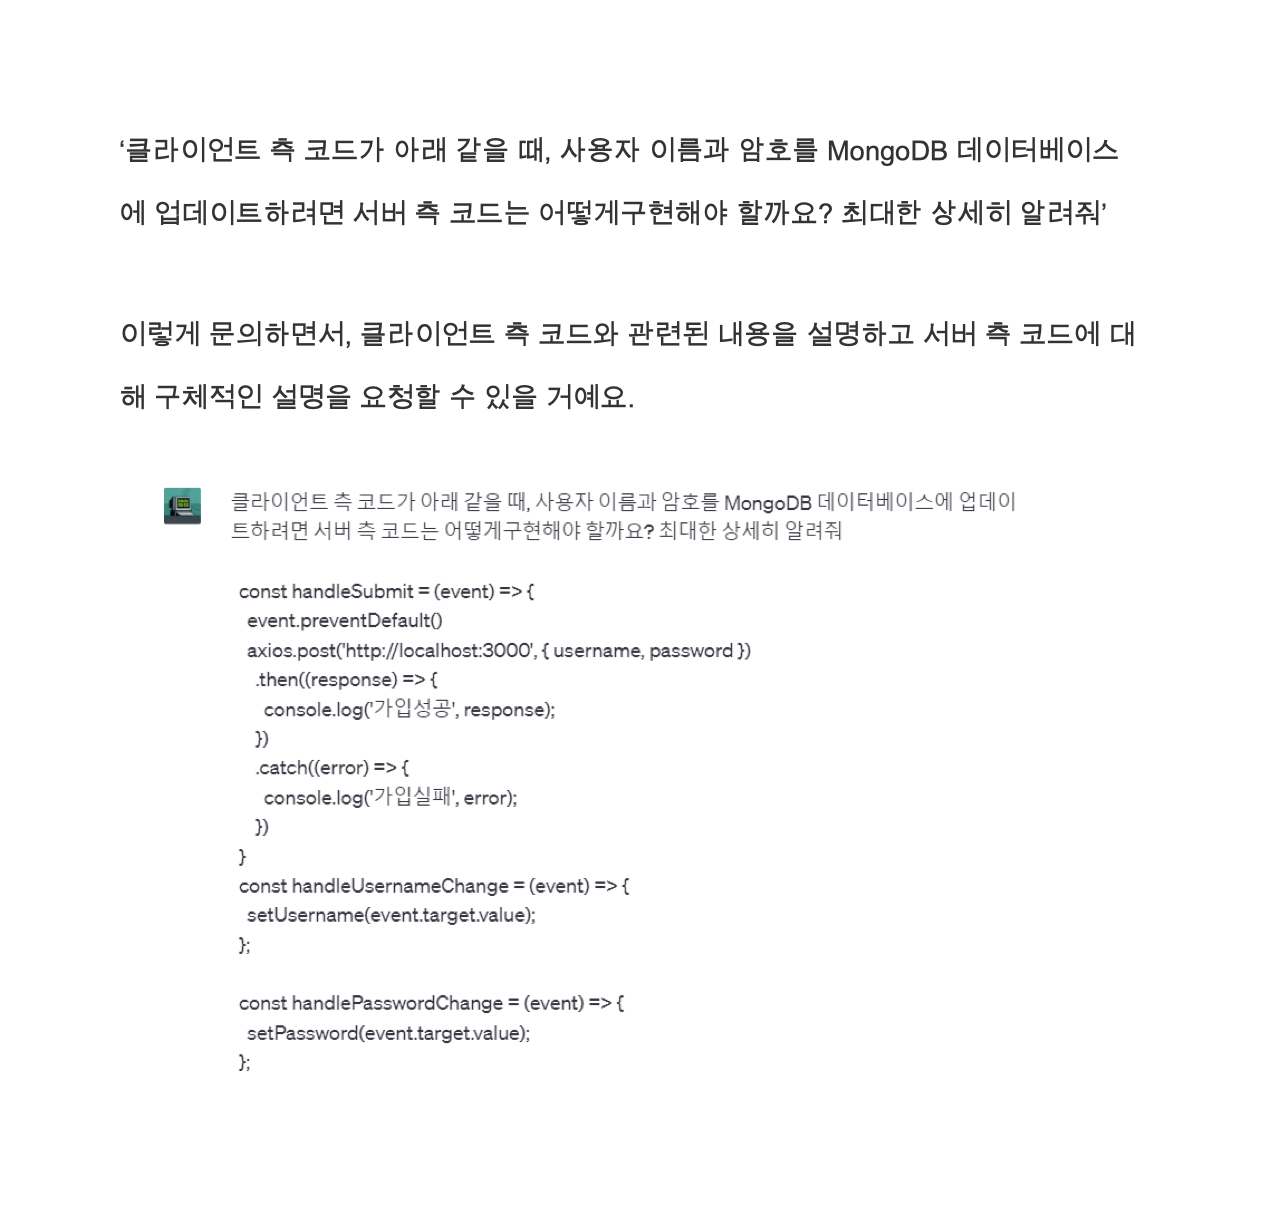 ‘클라이언트 측 코드가 아래 같을 때, 사용자 이름과 암호를 MongoDB 데이터베이스
에 업데이트하려면 서버 측 코드는 어떻게구현해야 할까요? 최대한 상세히 알려줘’
이렇게 문의하면서, 클라이언트 측 코드와 관련된 내용을 설명하고 서버 측 코드에 대
해 구체적인 설명을 요청할 수 있을 거예요.
클라이언트 측 코드가 아래 같을 때, 사용자 이름과 암호를 MongoDB 데이터베이스에 업데이
트하려면 서버 측 코드는 어떻게구현해야 할까요? 최대한 상세히 알려줘
const handleSubmit = (event) => {
event.preventDefault()
axios.post('http://localhost:3000', { username, password })
.then((response) => {
console.log('가입성공', response);
})
.catch((error) => {
console.log('가입실패', error);
})
}
const handleUsernameChange = (event) => {
setUsername(event.target.value);
};
const handlePasswordChange = (event) => {
setPassword(event.target.value);
};